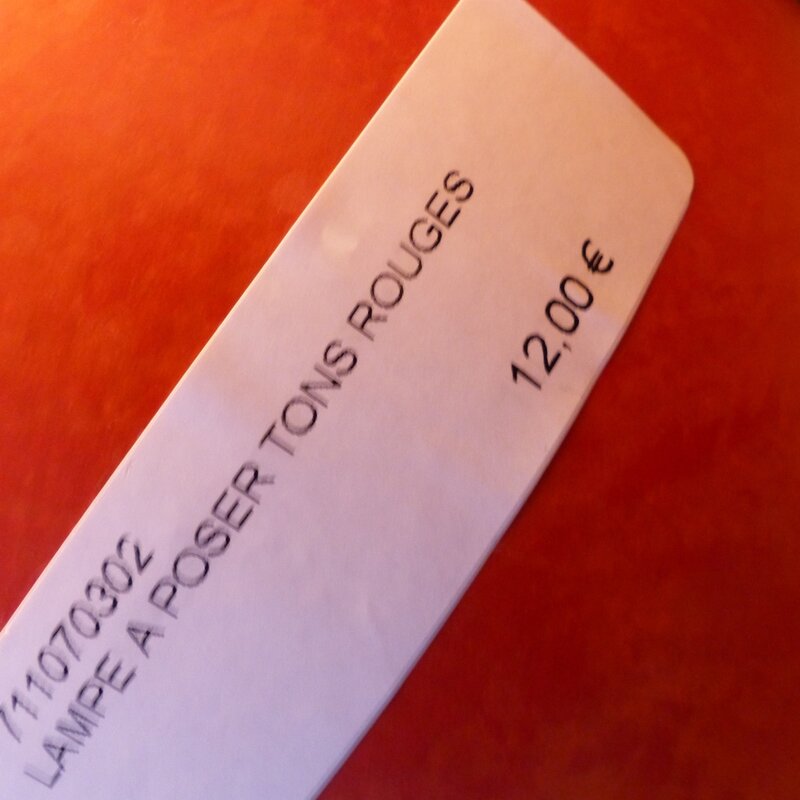 711070302
LAMPE A POSER TONS ROUGES
12,00 €